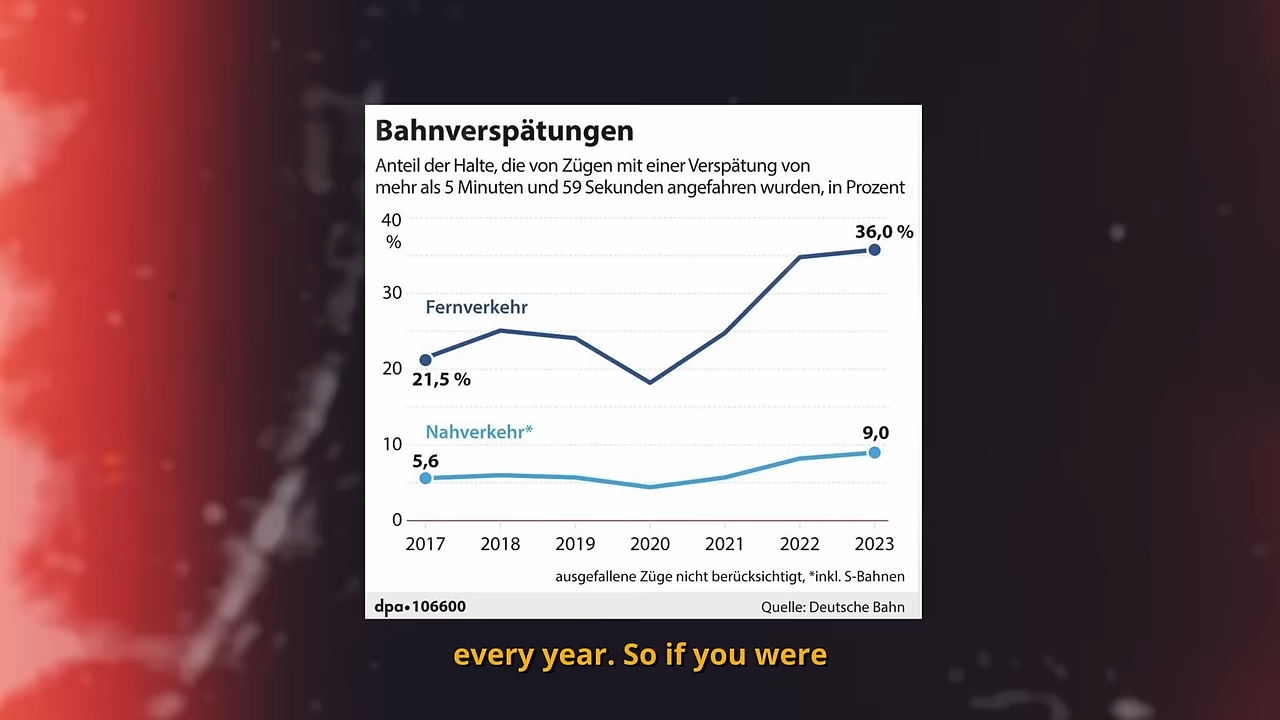 Bahnverspätungen
Anteil der Halte, die von Zügen mit einer Verspätung von
mehr als 5 Minuten und 59 Sekunden angefahren wurden, in Prozent
40
%
36,0 %
30
Fernverkehr
20
21,5 %
Nahverkehr*
10
9,0
5,6
0
2017 2018 2019 2020 2021 2022 2023
ausgefallene Züge nicht berücksichtigt, *inkl. S-Bahnen
dpa•106600 Quelle: Deutsche Bahn
every year. So if you were